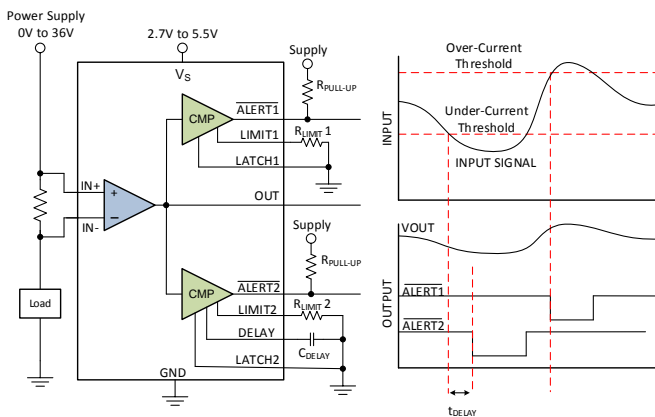 Power Supply
0V to 36V
2.7V to 5.5V
Supply
VS
RPULL-UP
CMP
ALERT1
LIMIT1
RLIMIT 1
LATCH1
IN+
+
OUT
−
IN-
Supply
RPULL-UP
CMP
ALERT2
LIMIT2
RLIMIT 2
Load
DELAY
CDELAY
LATCH2
GND
Over-Current
Threshold
INPUT
Under-Current
Threshold
INPUT SIGNAL
OUTPUT
VOUT
ALERT1
ALERT2
tDELAY